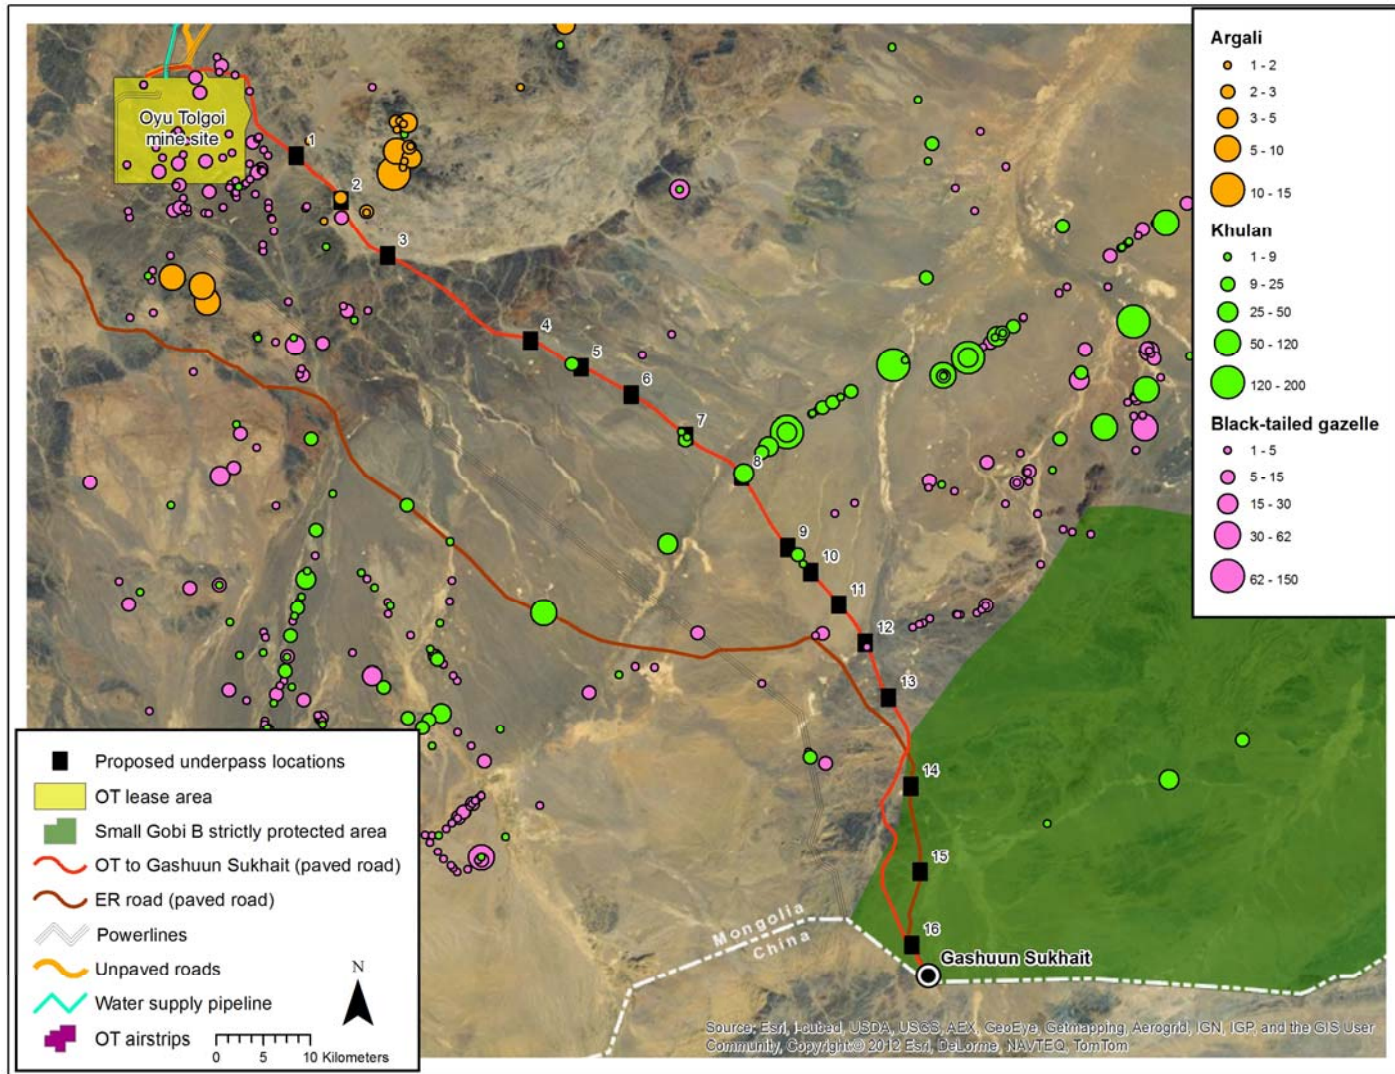 Oyu Tolgoi
mine site
1
2
3
4
5
6
7
8
9
10
11
12
13
14
15
16
Mongolia
China
Gashuun Sukhait
Argali
1 - 2
2 - 3
3 - 5
5 - 10
10 - 15
Khulan
1 - 9
9 - 25
25 - 50
50 - 120
120 - 200
Black-tailed gazelle
1 - 5
5 - 15
15 - 30
30 - 62
62 - 150
Proposed underpass locations
OT lease area
Small Gobi B strictly protected area
OT to Gashuun Sukhait (paved road)
ER road (paved road)
Powerlines
Unpaved roads
Water supply pipeline
OT airstrips
N
0 5 10 Kilometers
Source: Esri, i-cubed, USDA, USGS, AEX, GeoEye, Getmapping, Aerogrid, IGN, IGP, and the GIS User
Community, Copyright:© 2012 Esri, DeLorme, NAVTEQ, TomTom